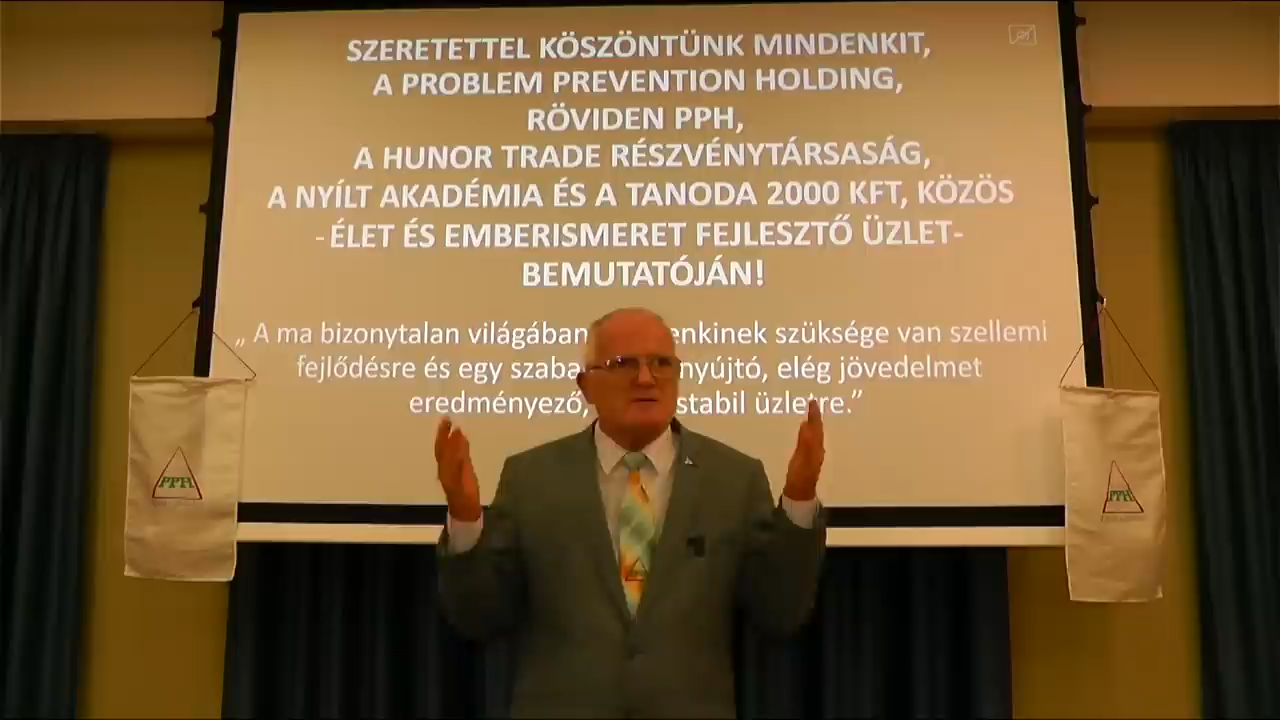 SZERETETTEL KÖSZÖNTÜNK MINDENKIT,
A PROBLEM PREVENTION HOLDING,
RÖVIDEN PPH,
A HUNOR TRADE RÉSZVÉNYTÁRSASÁG,
A NYÍLT AKADÉMIA ÉS A TANODA 2000 KFT, KÖZÖS
-ÉLET ÉS EMBERISMERET FEJLESZTŐ ÜZLET-
BEMUTATÓJÁN!
„ A ma bizonytalan világában enkinek szüksége van szellemi
fejlődésre és egy szaba nyújtó, elég jövedelmet
eredményező, stabil üzletre.”
PPH
PPH